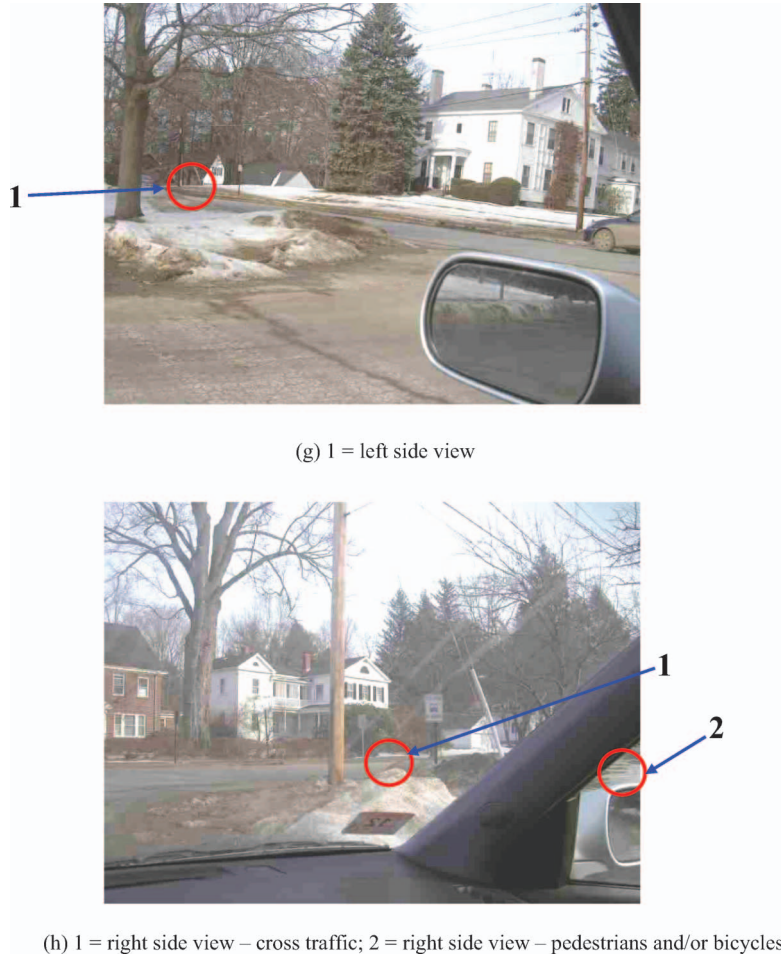 1
(g) 1 = left side view
1
2
(h) 1 = right side view – cross traffic; 2 = right side view – pedestrians and/or bicycles